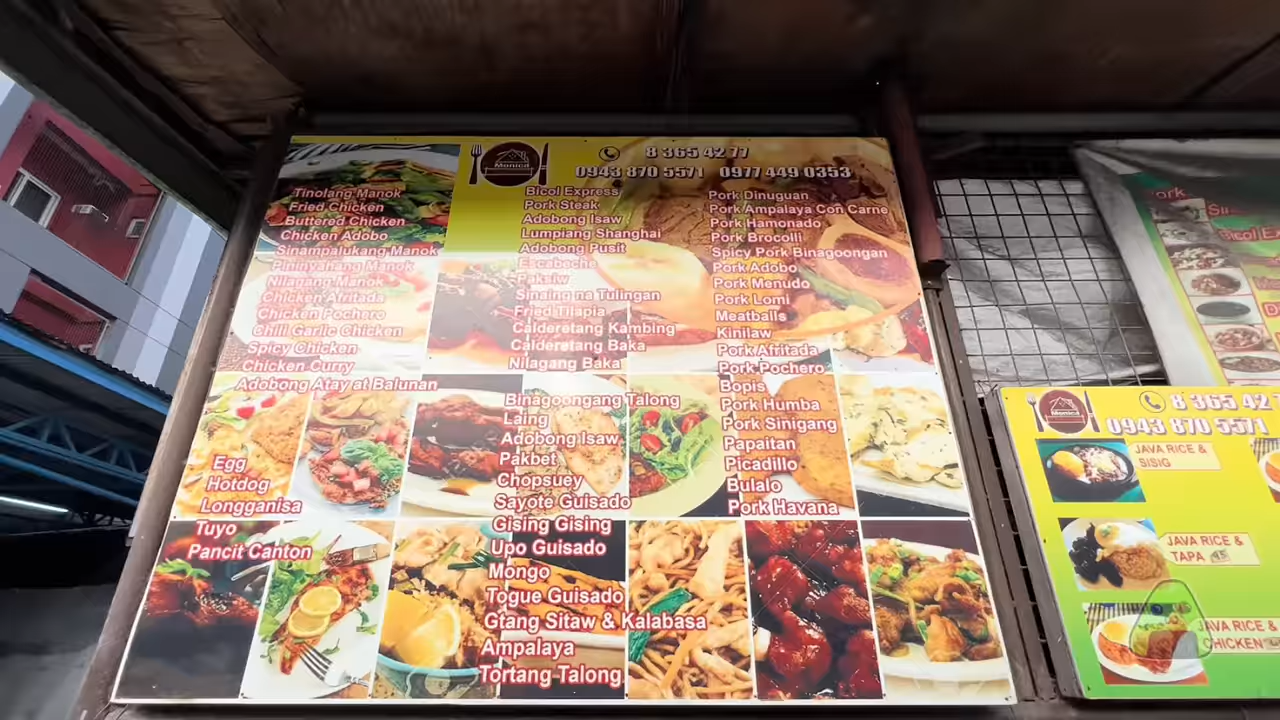 Monica
8 365 42 77
0943 870 5571 0977 449 0353
Tinolang Manok
Fried Chicken
Buttered Chicken
Chicken Adobo
Sinampalukang Manok
Pininyahang Manok
Nilagang Manok
Chicken Afritada
Chicken Pochero
Chili Garlic Chicken
Spicy Chicken
Chicken Curry
Adobong Atay at Balunan
Egg
Hotdog
Longganisa
Tuyo
Pancit Canton
Bicol Express
Pork Steak
Adobong Isaw
Lumpiang Shanghai
Adobong Pusit
Escabeche
Paksiw
Sinaing na Tulingan
Fried Tilapia
Calderetang Kambing
Calderetang Baka
Nilagang Baka
Binagoongang Talong
Laing
Adobong Isaw
Pakbet
Chopsuey
Sayote Guisado
Gising Gising
Upo Guisado
Mongo
Togue Guisado
Gtang Sitaw & Kalabasa
Ampalaya
Tortang Talong
Pork Dinuguan
Pork Ampalaya Con Carne
Pork Hamonado
Pork Brocolli
Spicy Pork Binagoongan
Pork Adobo
Pork Menudo
Pork Lomi
Meatballs
Kinilaw
Pork Afritada
Pork Pochero
Bopis
Pork Humba
Pork Sinigang
Papaitan
Picadillo
Bulalo
Pork Havana
Monica
8 365 42
0943 870 5571
JAVA RICE &
SISIG
JAVA RICE &
TAPA 45
JAVA RICE &
CHICKEN